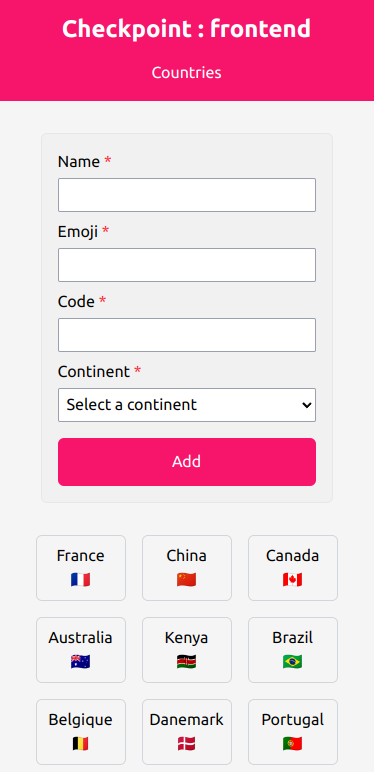 Checkpoint : frontend
Countries
Name *
Emoji *
Code *
Continent *
Select a continent
Add
France China Canada
🇫🇷 🇨🇳 🇨🇦
Australia Kenya Brazil
🇦🇺 🇰🇪 🇧🇷
Belgique Danemark Portugal
🇧🇪 🇩🇰 🇵🇹